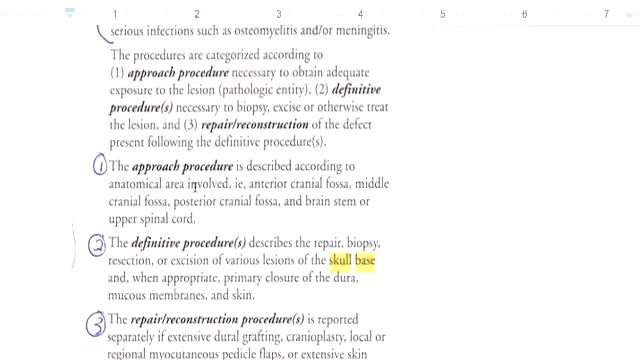 1 2 3 4 5 6 7
serious infections such as osteomyelitis and/or meningitis.
The procedures are categorized according to
(1) approach procedure necessary to obtain adequate
exposure to the lesion (pathologic entity), (2) definitive
procedure(s) necessary to biopsy, excise or otherwise treat
the lesion, and (3) repair/reconstruction of the defect
present following the definitive procedure(s).
1 The approach procedure is described according to
anatomical area involved, ie, anterior cranial fossa, middle
cranial fossa, posterior cranial fossa, and brain stem or
upper spinal cord.
2 The definitive procedure(s) describes the repair, biopsy,
resection, or excision of various lesions of the skull base
and, when appropriate, primary closure of the dura,
mucous membranes, and skin.
3 The repair/reconstruction procedure(s) is reported
separately if extensive dural grafting, cranioplasty, local or
regional myocutaneous pedicle flaps, or extensive skin